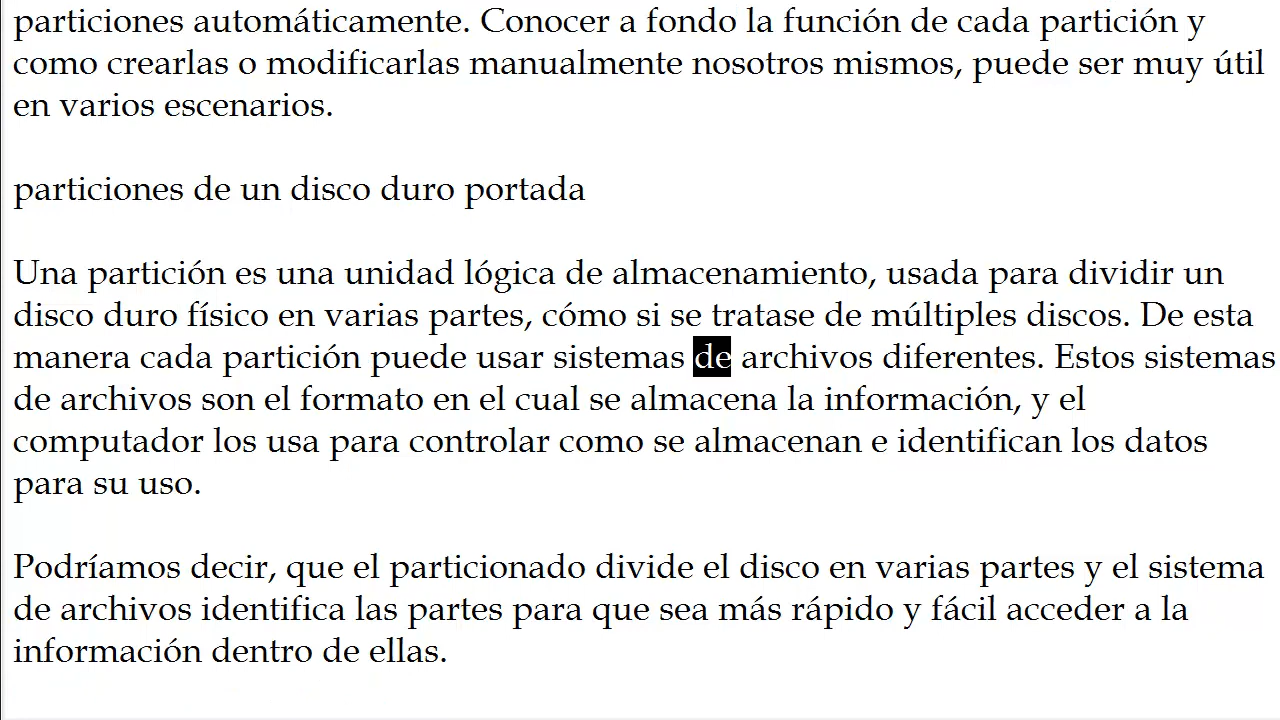 particiones automáticamente. Conocer a fondo la función de cada partición y
como crearlas o modificarlas manualmente nosotros mismos, puede ser muy útil
en varios escenarios.
particiones de un disco duro portada
Una partición es una unidad lógica de almacenamiento, usada para dividir un
disco duro físico en varias partes, cómo si se tratase de múltiples discos. De esta
manera cada partición puede usar sistemas de archivos diferentes. Estos sistemas
de archivos son el formato en el cual se almacena la información, y el
computador los usa para controlar como se almacenan e identifican los datos
para su uso.
Podríamos decir, que el particionado divide el disco en varias partes y el sistema
de archivos identifica las partes para que sea más rápido y fácil acceder a la
información dentro de ellas.